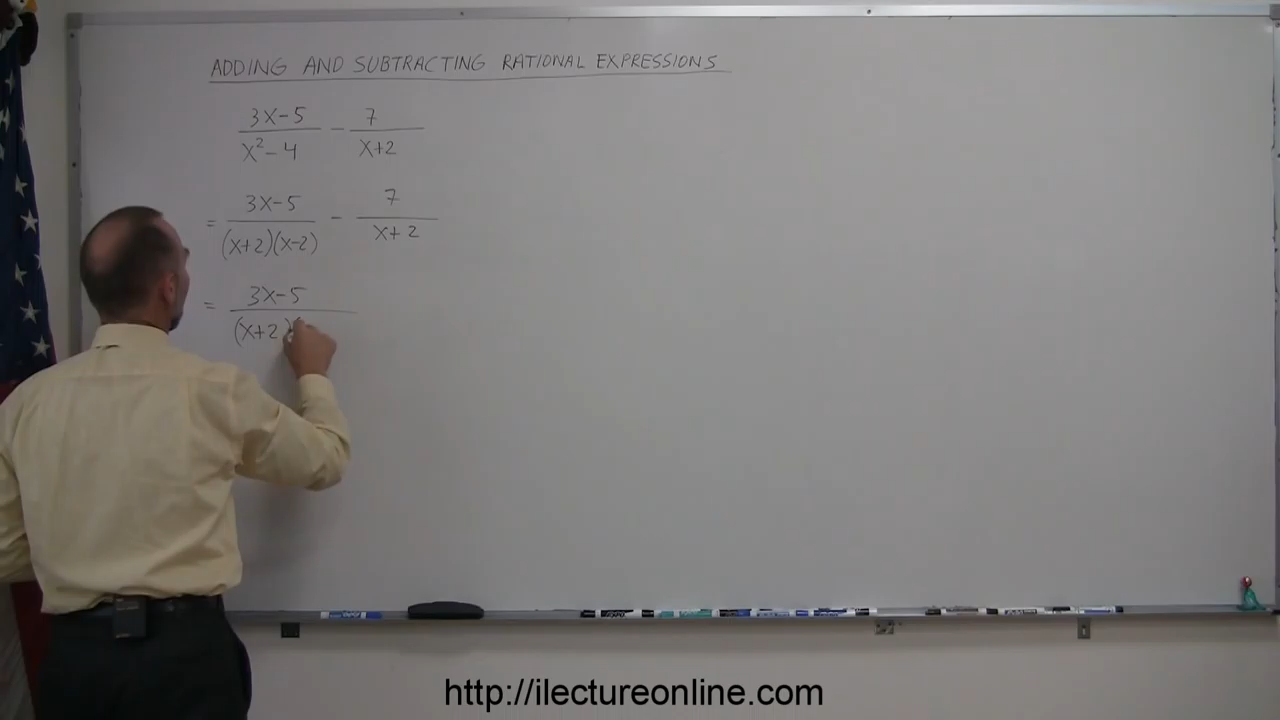 ADDING AND SUBTRACTING RATIONAL EXPRESSIONS
3X-5 / X²-4 - 7 / X+2
= 3X-5 / (X+2)(X-2) - 7 / X+2
= 3X-5 / (X+2)(
http://ilectureonline.com